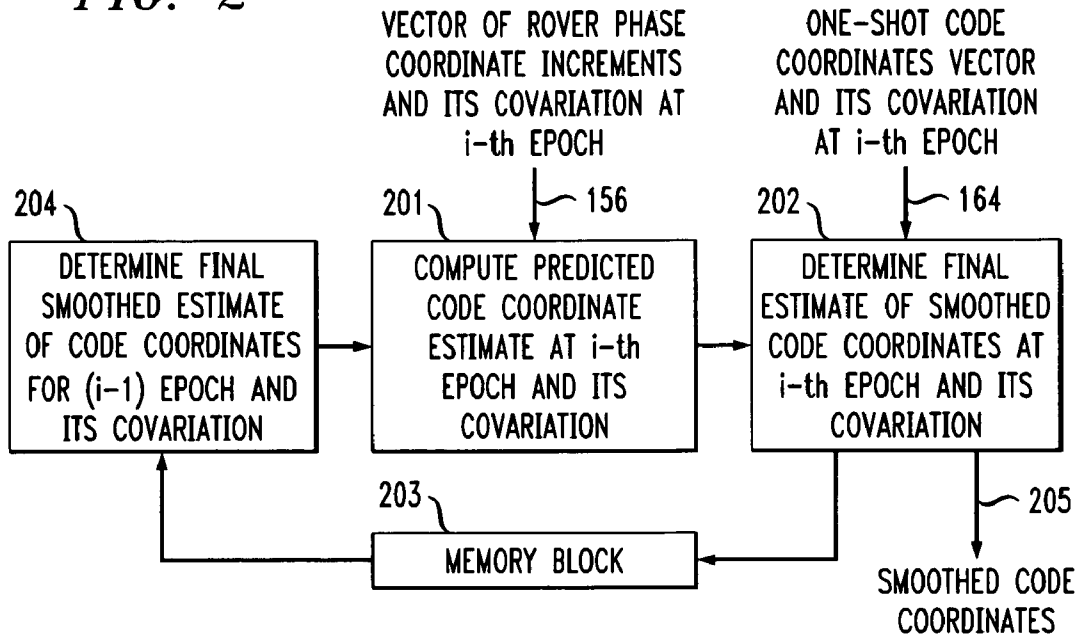 FIG. 2
VECTOR OF ROVER PHASE
COORDINATE INCREMENTS
AND ITS COVARIATION AT
i-th EPOCH
ONE-SHOT CODE
COORDINATES VECTOR
AND ITS COVARIATION
AT i-th EPOCH
204
201
156
202
164
DETERMINE FINAL
SMOOTHED ESTIMATE
OF CODE COORDINATES
FOR (i-1) EPOCH AND
ITS COVARIATION
COMPUTE PREDICTED
CODE COORDINATE
ESTIMATE AT i-th
EPOCH AND ITS
COVARIATION
DETERMINE FINAL
ESTIMATE OF SMOOTHED
CODE COORDINATES AT
i-th EPOCH AND ITS
COVARIATION
203
MEMORY BLOCK
205
SMOOTHED CODE
COORDINATES